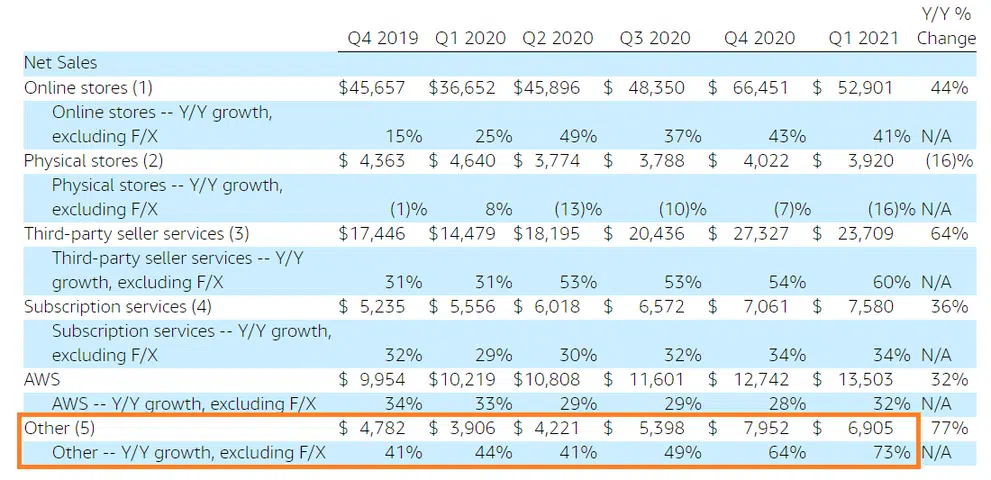 Y/Y %
Q4 2019 Q1 2020 Q2 2020 Q3 2020 Q4 2020 Q1 2021 Change
Net Sales
Online stores (1) $45,657 $36,652 $45,896 $ 48,350 $ 66,451 $ 52,901 44%
Online stores -- Y/Y growth,
excluding F/X 15% 25% 49% 37% 43% 41% N/A
Physical stores (2) $ 4,363 $ 4,640 $ 3,774 $ 3,788 $ 4,022 $ 3,920 (16)%
Physical stores -- Y/Y growth,
excluding F/X (1)% 8% (13)% (10)% (7)% (16)% N/A
Third-party seller services (3) $17,446 $14,479 $18,195 $ 20,436 $ 27,327 $ 23,709 64%
Third-party seller services -- Y/Y
growth, excluding F/X 31% 31% 53% 53% 54% 60% N/A
Subscription services (4) $ 5,235 $ 5,556 $ 6,018 $ 6,572 $ 7,061 $ 7,580 36%
Subscription services -- Y/Y growth,
excluding F/X 32% 29% 30% 32% 34% 34% N/A
AWS $ 9,954 $10,219 $10,808 $ 11,601 $ 12,742 $ 13,503 32%
AWS -- Y/Y growth, excluding F/X 34% 33% 29% 29% 28% 32% N/A
Other (5) $ 4,782 $ 3,906 $ 4,221 $ 5,398 $ 7,952 $ 6,905 77%
Other -- Y/Y growth, excluding F/X 41% 44% 41% 49% 64% 73% N/A